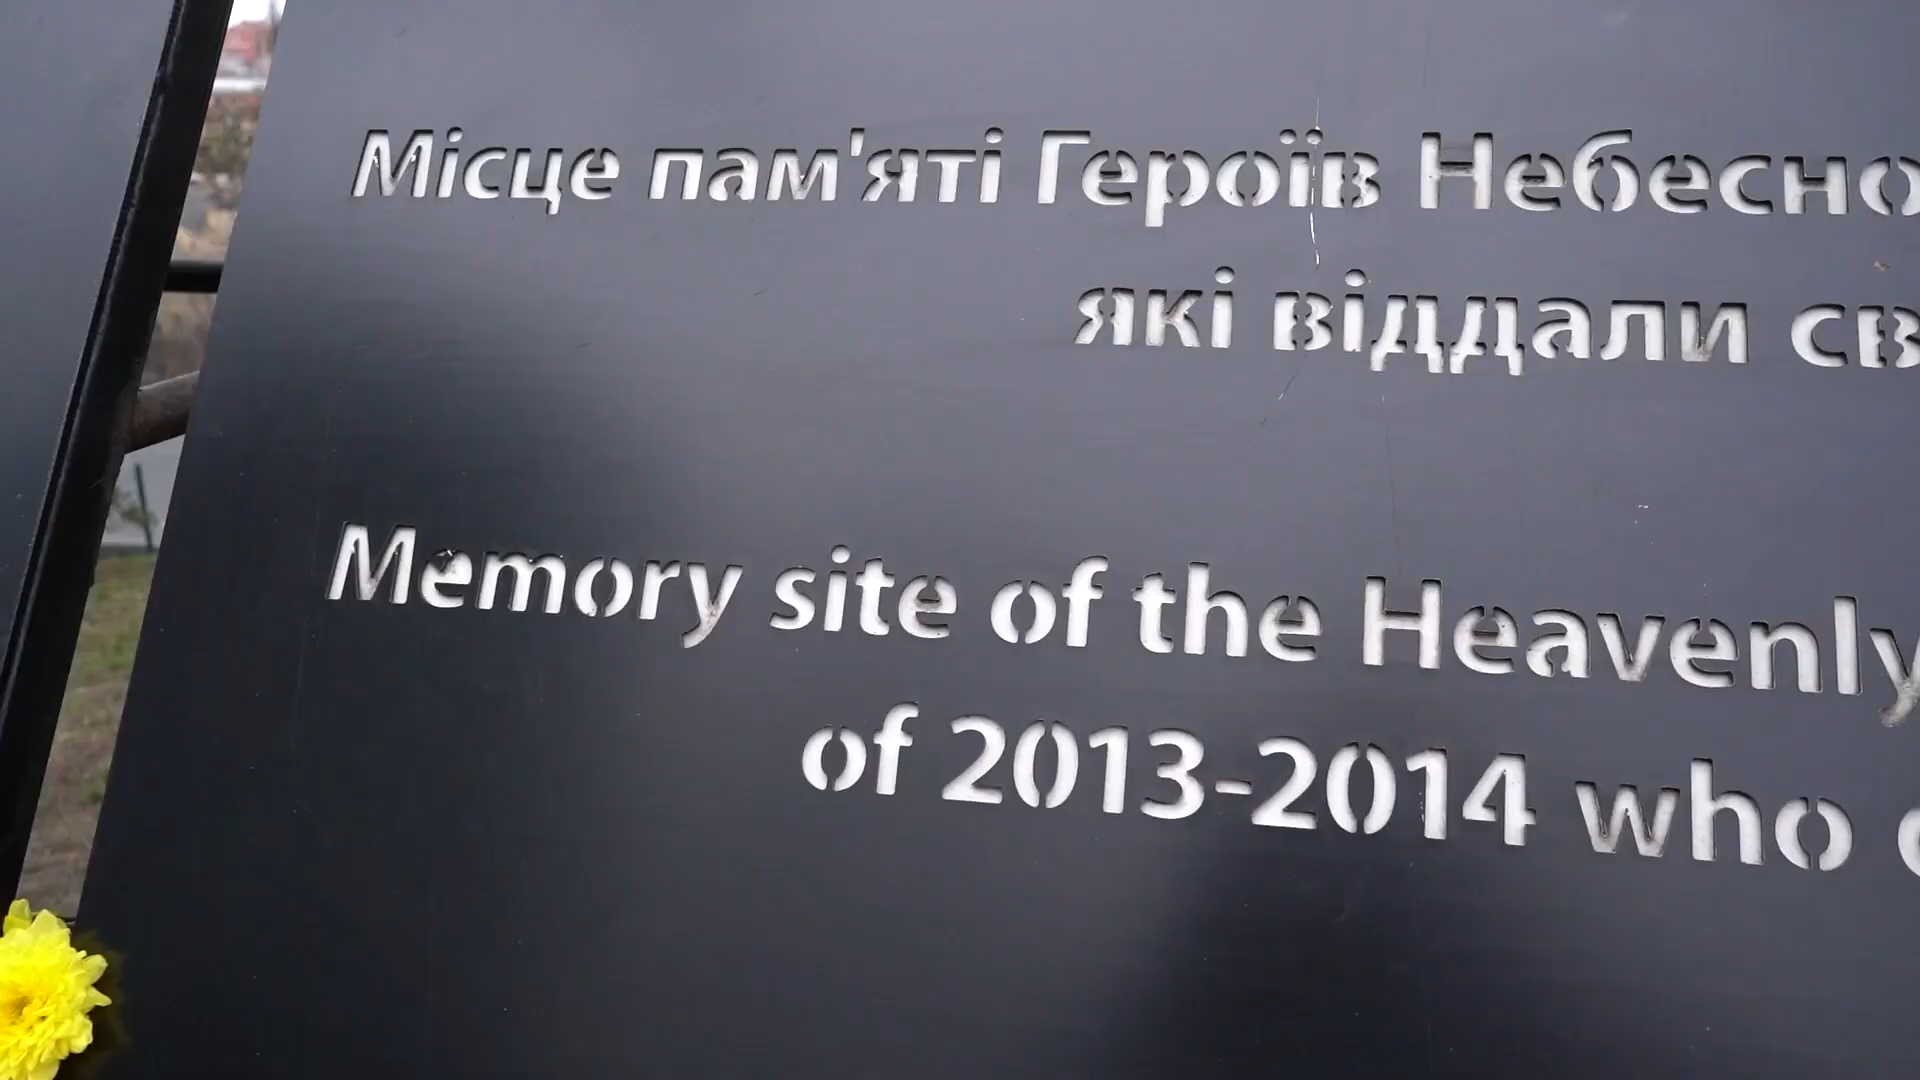 Місце пам'яті Героїв Небесно
які віддали св
Memory site of the Heavenly
of 2013-2014 who